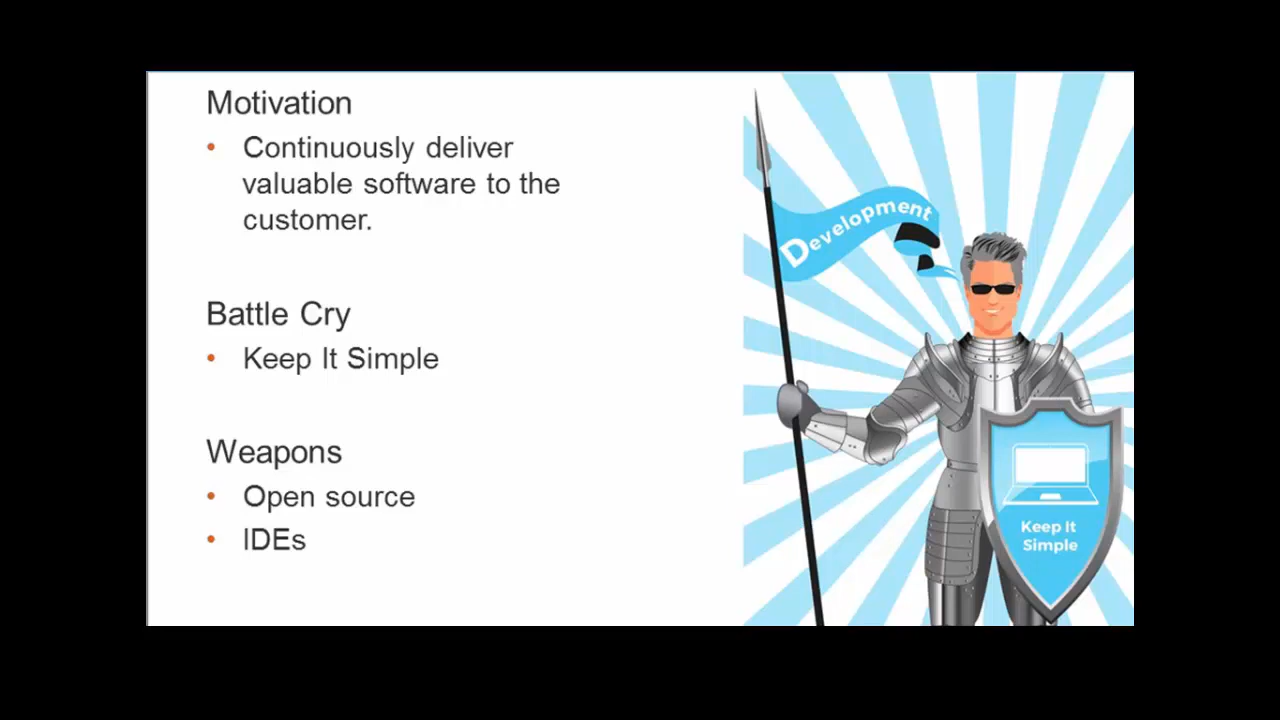 Motivation
• Continuously deliver
valuable software to the
customer.
Battle Cry
• Keep It Simple
Weapons
• Open source
• IDEs
Development
Keep It
Simple